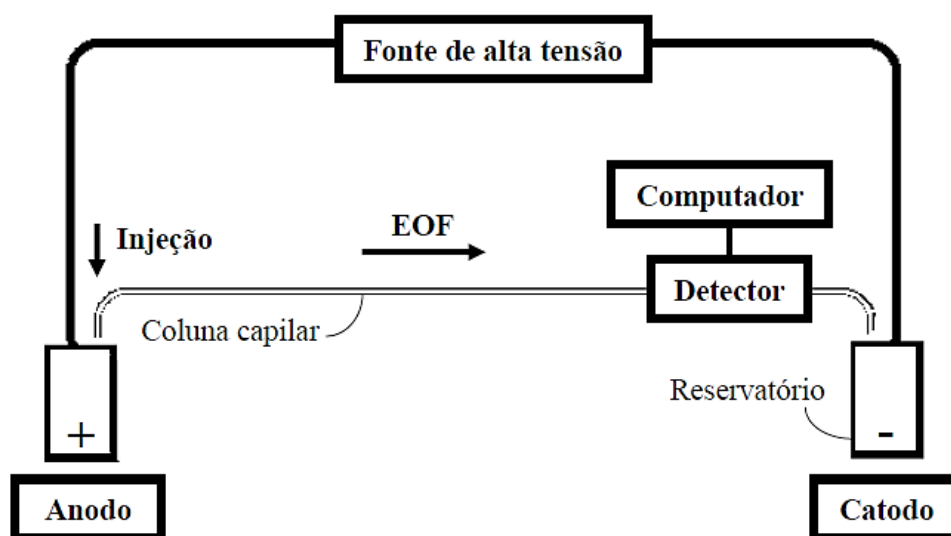 Fonte de alta tensão
Computador
Injeção
EOF
Detector
Coluna capilar
Reservatório
+
-
Anodo
Catodo